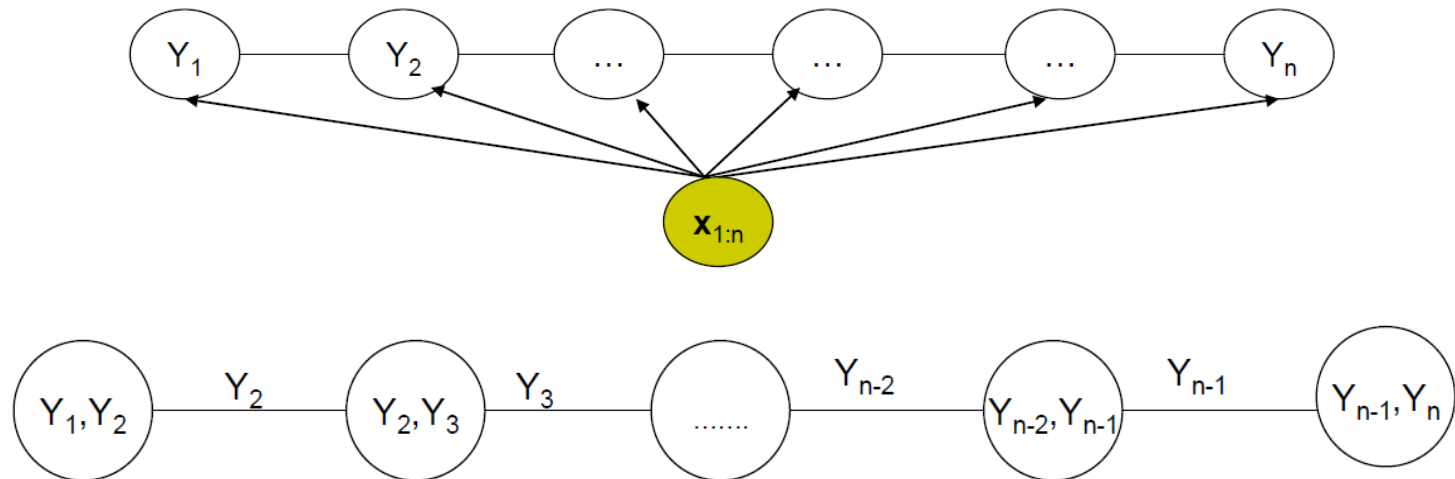 Y₁ Y₂ … … … Yₙ
x₁:ₙ
Y₂ Y₃ Yₙ₋₂ Yₙ₋₁
Y₁,Y₂ Y₂,Y₃ ……. Yₙ₋₂,Yₙ₋₁ Yₙ₋₁,Yₙ